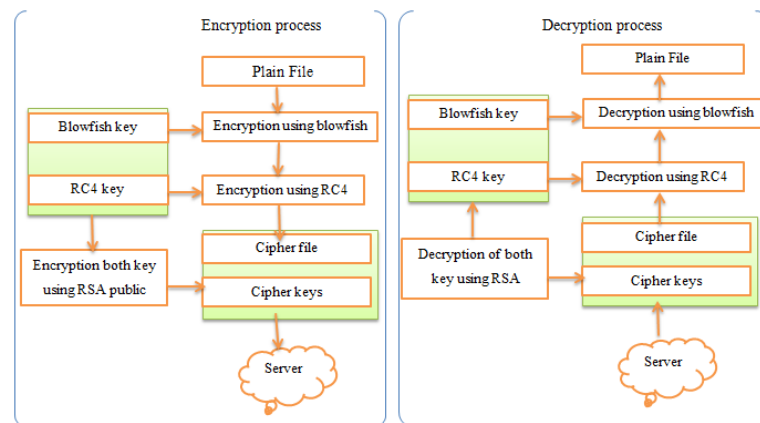 Encryption process
Plain File
Blowfish key
Encryption using blowfish
RC4 key
Encryption using RC4
Cipher file
Encryption both key
using RSA public
Cipher keys
Server
Decryption process
Plain File
Blowfish key
Decryption using blowfish
RC4 key
Decryption using RC4
Cipher file
Decryption of both
key using RSA
Cipher keys
Server